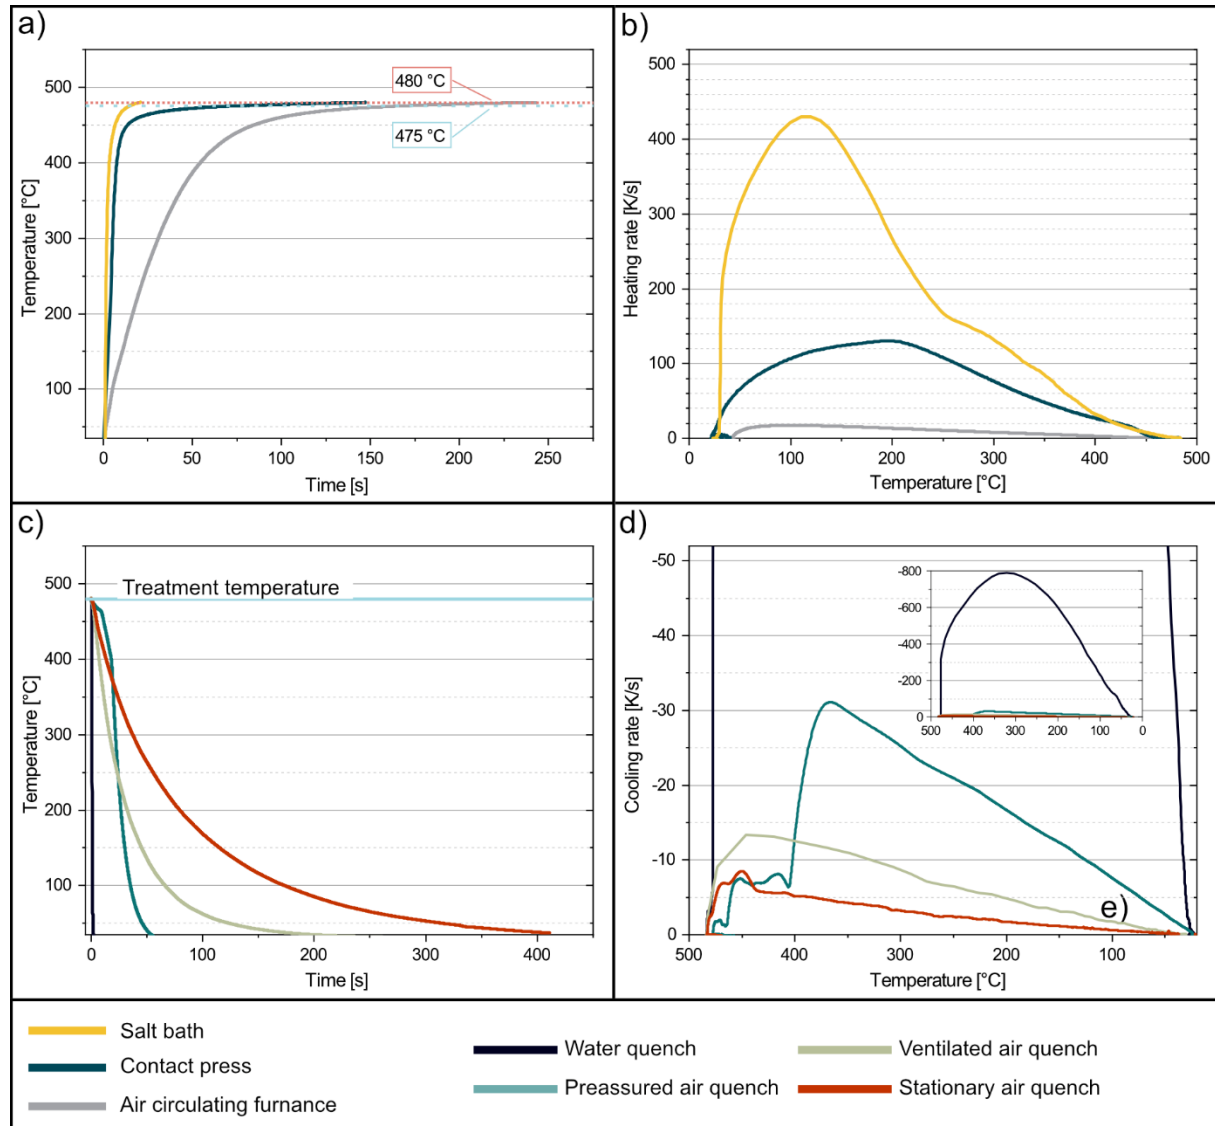 a)
500
400
300
200
100
0
50
100
150
200
250
Temperature [°C]
Time [s]
480 °C
475 °C
b)
500
400
300
200
100
0
0
100
200
300
400
500
Heating rate [K/s]
Temperature [°C]
c)
Treatment temperature
500
400
300
200
100
0
100
200
300
400
Temperature [°C]
Time [s]
d)
-50
-40
-30
-20
-10
0
500
400
300
200
100
Cooling rate [K/s]
Temperature [°C]
-800
-600
-400
-200
0
500
400
300
200
100
0
e)
Salt bath
Contact press
Air circulating furnance
Water quench
Preassured air quench
Ventilated air quench
Stationary air quench